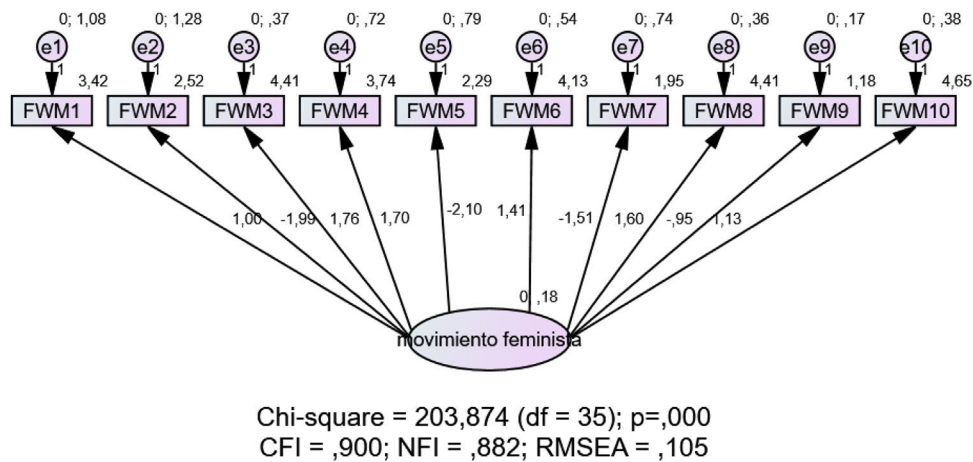 0; 1,08 0; 1,28 0; ,37 0; ,72 0; ,79 0; ,54 0; ,74 0; ,36 0; ,17 0; ,38
e1 e2 e3 e4 e5 e6 e7 e8 e9 e10
1 1 1 1 1 1 1 1 1 1
3,42 2,52 4,41 3,74 2,29 4,13 1,95 4,41 1,18 4,65
FWM1 FWM2 FWM3 FWM4 FWM5 FWM6 FWM7 FWM8 FWM9 FWM10
1,00 -1,99 1,76 1,70 -2,10 1,41 -1,51 1,60 -,95 1,13
0; ,18
movimiento feminista
Chi-square = 203,874 (df = 35); p=,000
CFI = ,900; NFI = ,882; RMSEA = ,105